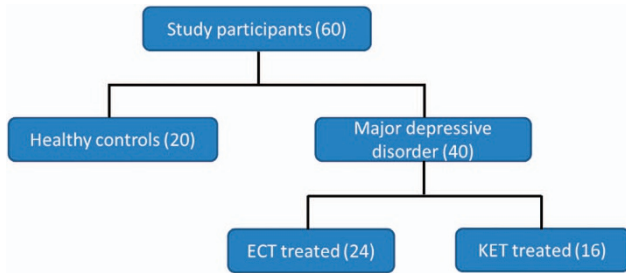 Study participants (60)
Healthy controls (20)
Major depressive
disorder (40)
ECT treated (24)
KET treated (16)